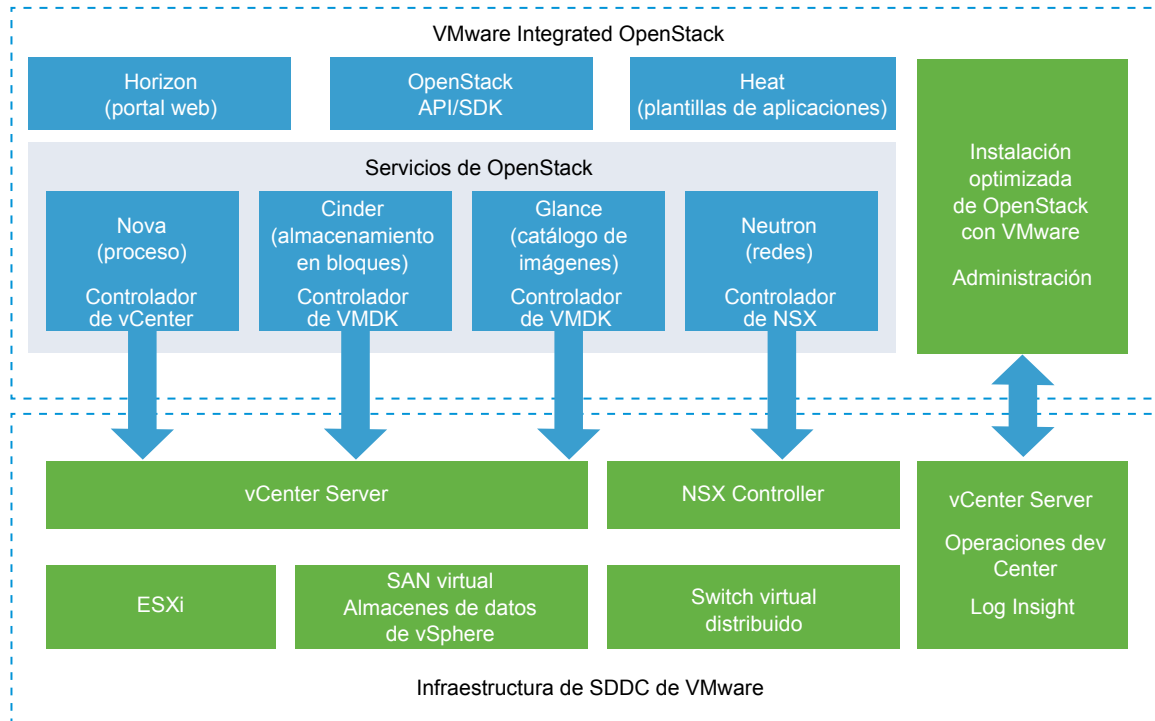 VMware Integrated OpenStack
Horizon
(portal web)
OpenStack
API/SDK
Heat
(plantillas de aplicaciones)
Servicios de OpenStack
Nova
(proceso)
Controlador
de vCenter
Cinder
(almacenamiento
en bloques)
Controlador
de VMDK
Glance
(catálogo de
imágenes)
Controlador
de VMDK
Neutron
(redes)
Controlador
de NSX
Instalación
optimizada
de OpenStack
con VMware
Administración
vCenter Server
NSX Controller
vCenter Server
Operaciones dev
Center
Log Insight
ESXi
SAN virtual
Almacenes de datos
de vSphere
Switch virtual
distribuido
Infraestructura de SDDC de VMware